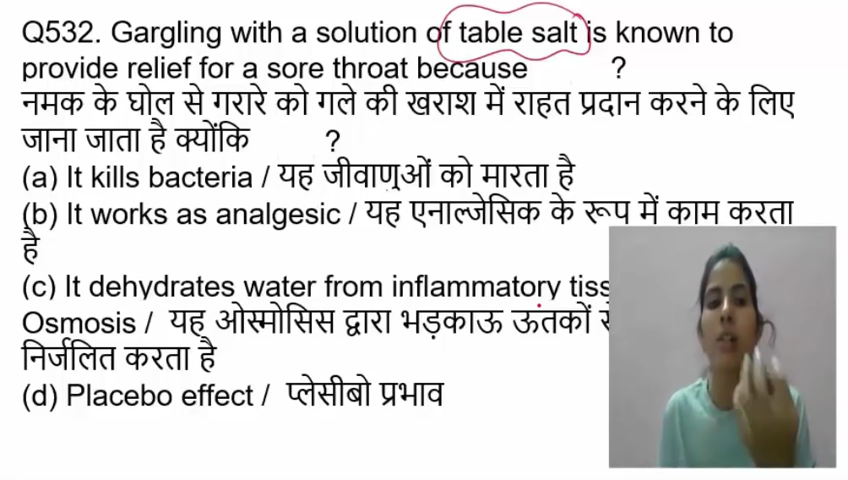 Q532. Gargling with a solution of table salt is known to
provide relief for a sore throat because ?
नमक के घोल से गरारे को गले की खराश में राहत प्रदान करने के लिए
जाना जाता है क्योंकि ?
(a) It kills bacteria / यह जीवाणुओं को मारता है
(b) It works as analgesic / यह एनाल्जेसिक के रूप में काम करता
है
(c) It dehydrates water from inflammatory
Osmosis / यह ओस्मोसिस द्वारा भड़काऊ ऊतकों
निर्जलित करता है
(d) Placebo effect / प्लेसीबो प्रभाव